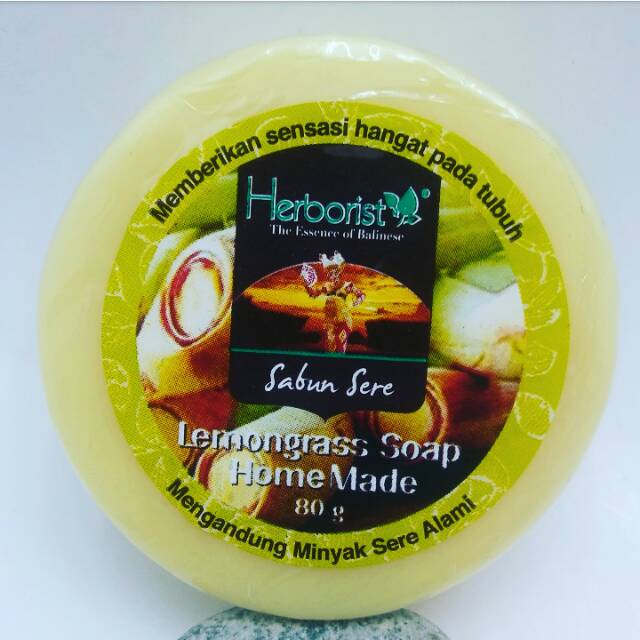 Memberikan sensasi hangat pada tubuh
Herborist®
The Essence of Balinese
Sabun Sere
Lemongrass Soap
Home Made
80 g
Mengandung Minyak Sere Alami